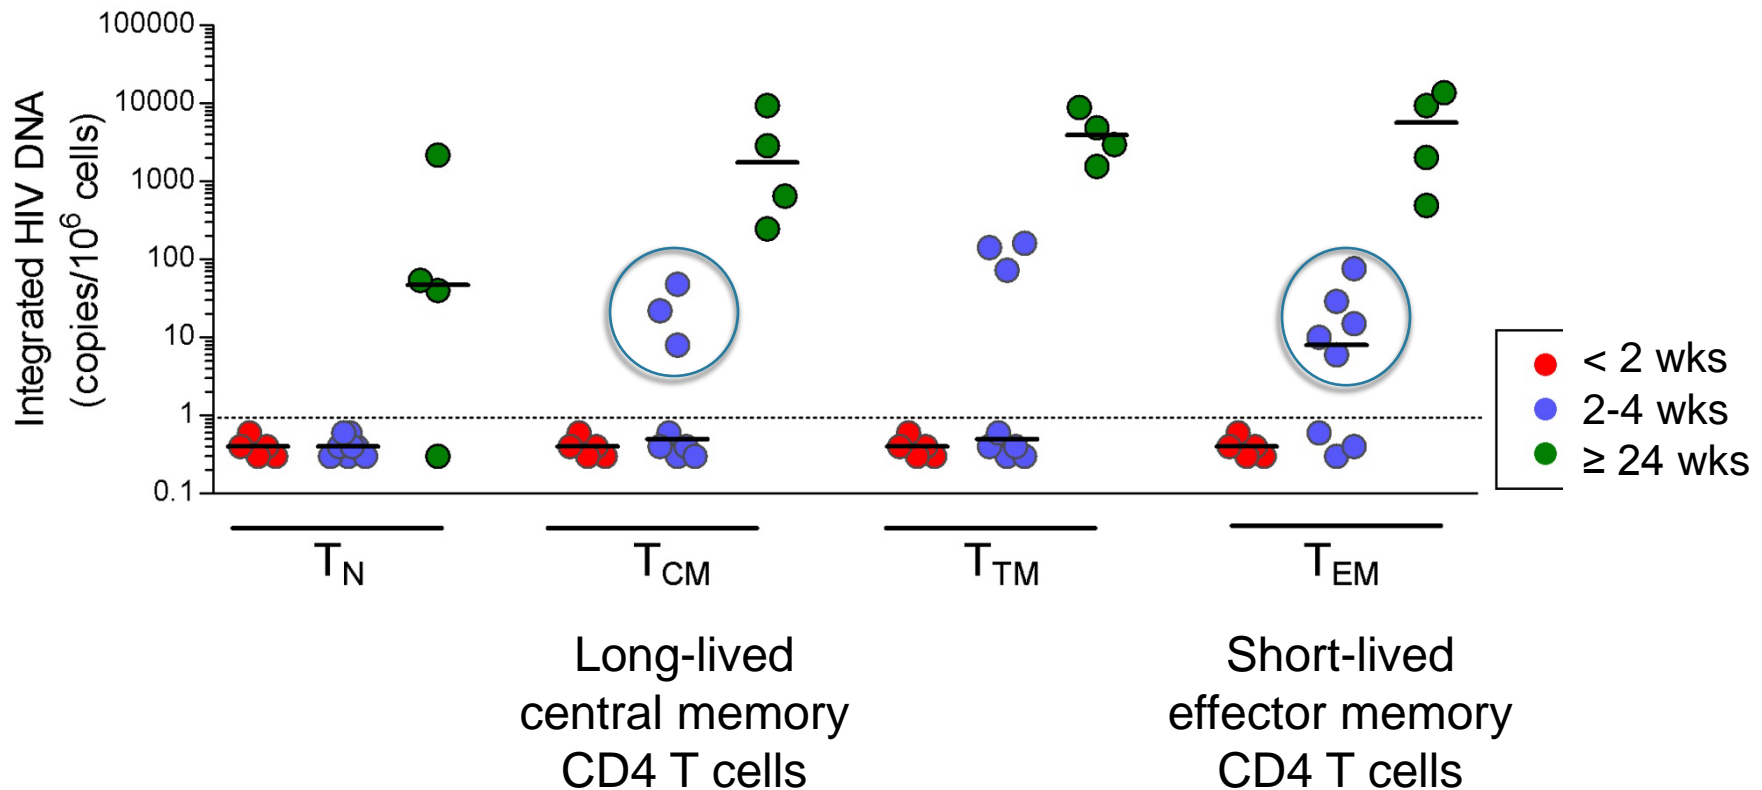 Integrated HIV DNA
(copies/10⁶ cells)
100000
10000
1000
100
10
1
0.1
< 2 wks
2-4 wks
≥ 24 wks
T_N
T_CM
T_TM
T_EM
Long-lived
central memory
CD4 T cells
Short-lived
effector memory
CD4 T cells